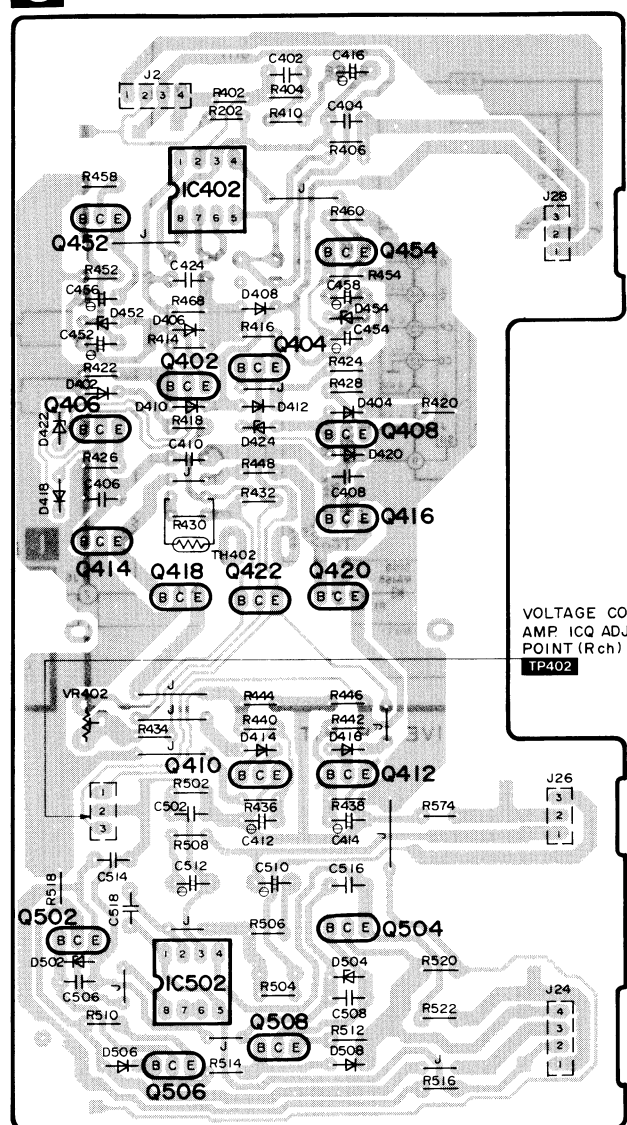 J2
1 2 3 4
C402
C416
R402
R404
R202
R410
C404
R406
1 2 3 4
IC402
8 7 6 5
J
R458
B C E
Q452
J
R460
J28
3
2
1
B C E
Q454
R452
C424
R454
C456
C458
R468
D408
D452
D406
D454
C452
R414
R416
C454
Q404
B C E
Q402
B C E
R422
R424
D402
J
R428
D422
Q406
D410
D412
D404
R420
B C E
R418
D424
B C E
Q408
D420
R426
C410
R448
D418
C406
J
R432
C408
R430
B C E
Q416
B C E
TH402
Q414
Q418
Q422
Q420
B C E
B C E
B C E
VOLTAGE CO
AMP. ICQ ADJ
POINT (Rch)
TP402
VR402
J
R444
R446
J
R440
R442
J
R434
D414
D416
J
Q410
B C E
B C E
Q412
R502
J26
3
2
1
1
2
3
C502
R436
R438
R574
C412
C414
J
R508
C514
C512
C510
C516
R518
C518
Q502
J
R506
B C E
Q504
B C E
1 2 3 4
IC502
8 7 6 5
D502
D504
R520
C506
J
R504
C508
J24
4
3
2
1
R510
Q508
B C E
R512
R522
J
D506
B C E
R514
D508
J
Q506
R516